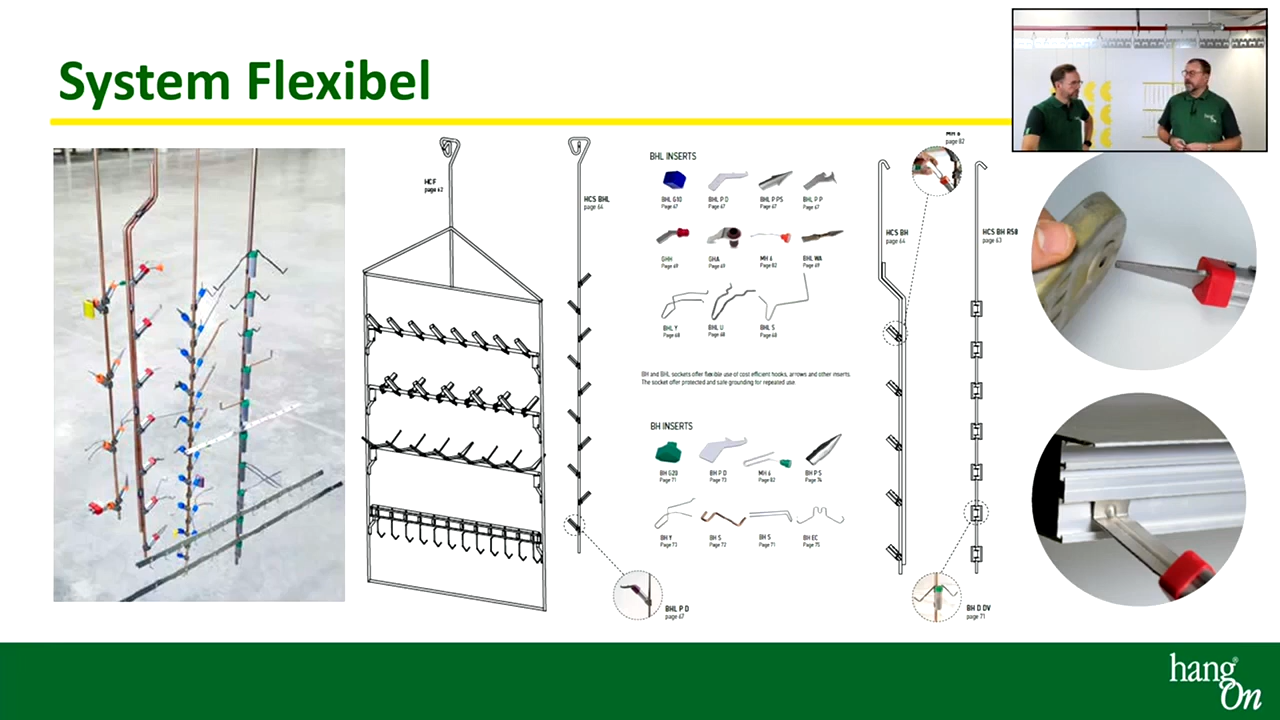 System Flexibel
HCF
page 62
HCS BHL
page 64
BHL INSERTS
BHL G10
Page 67
BHL P D
Page 67
BHL P PS
Page 67
BHL P P
Page 67
GHH
Page 69
GHA
Page 69
MH 6
Page 82
BHL WA
Page 69
BHL Y
Page 68
BHL U
Page 68
BHL S
Page 68
BH and BHL sockets offer flexible use of cost efficient hooks, arrows and other inserts.
The socket offer protected and safe grounding for repeated use.
BH INSERTS
BH G20
Page 71
BH P D
Page 73
MH 6
Page 82
BH P S
Page 74
BH Y
Page 73
BH S
Page 72
BH S
Page 71
BH EC
Page 75
BHL P D
page 67
MH 6
page 82
HCS BH
page 64
HCS BH R50
page 63
BH D DV
page 71
hang
On
hang®
On